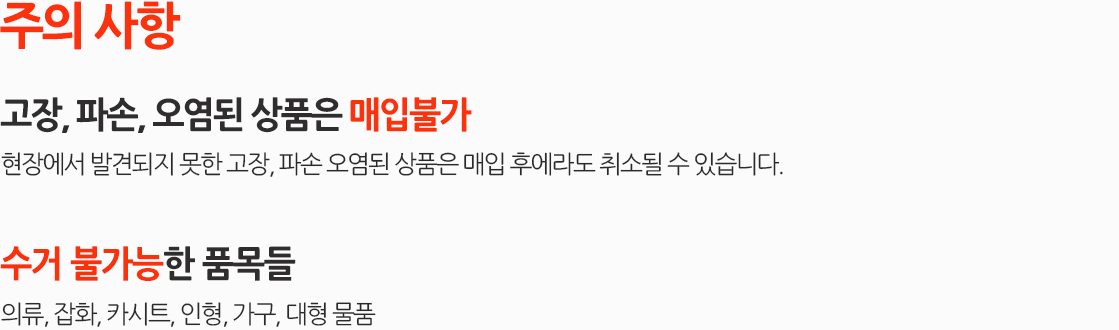 주의 사항
고장, 파손, 오염된 상품은 매입불가
현장에서 발견되지 못한 고장, 파손 오염된 상품은 매입 후에라도 취소될 수 있습니다.
수거 불가능한 품목들
의류, 잡화, 카시트, 인형, 가구, 대형 물품